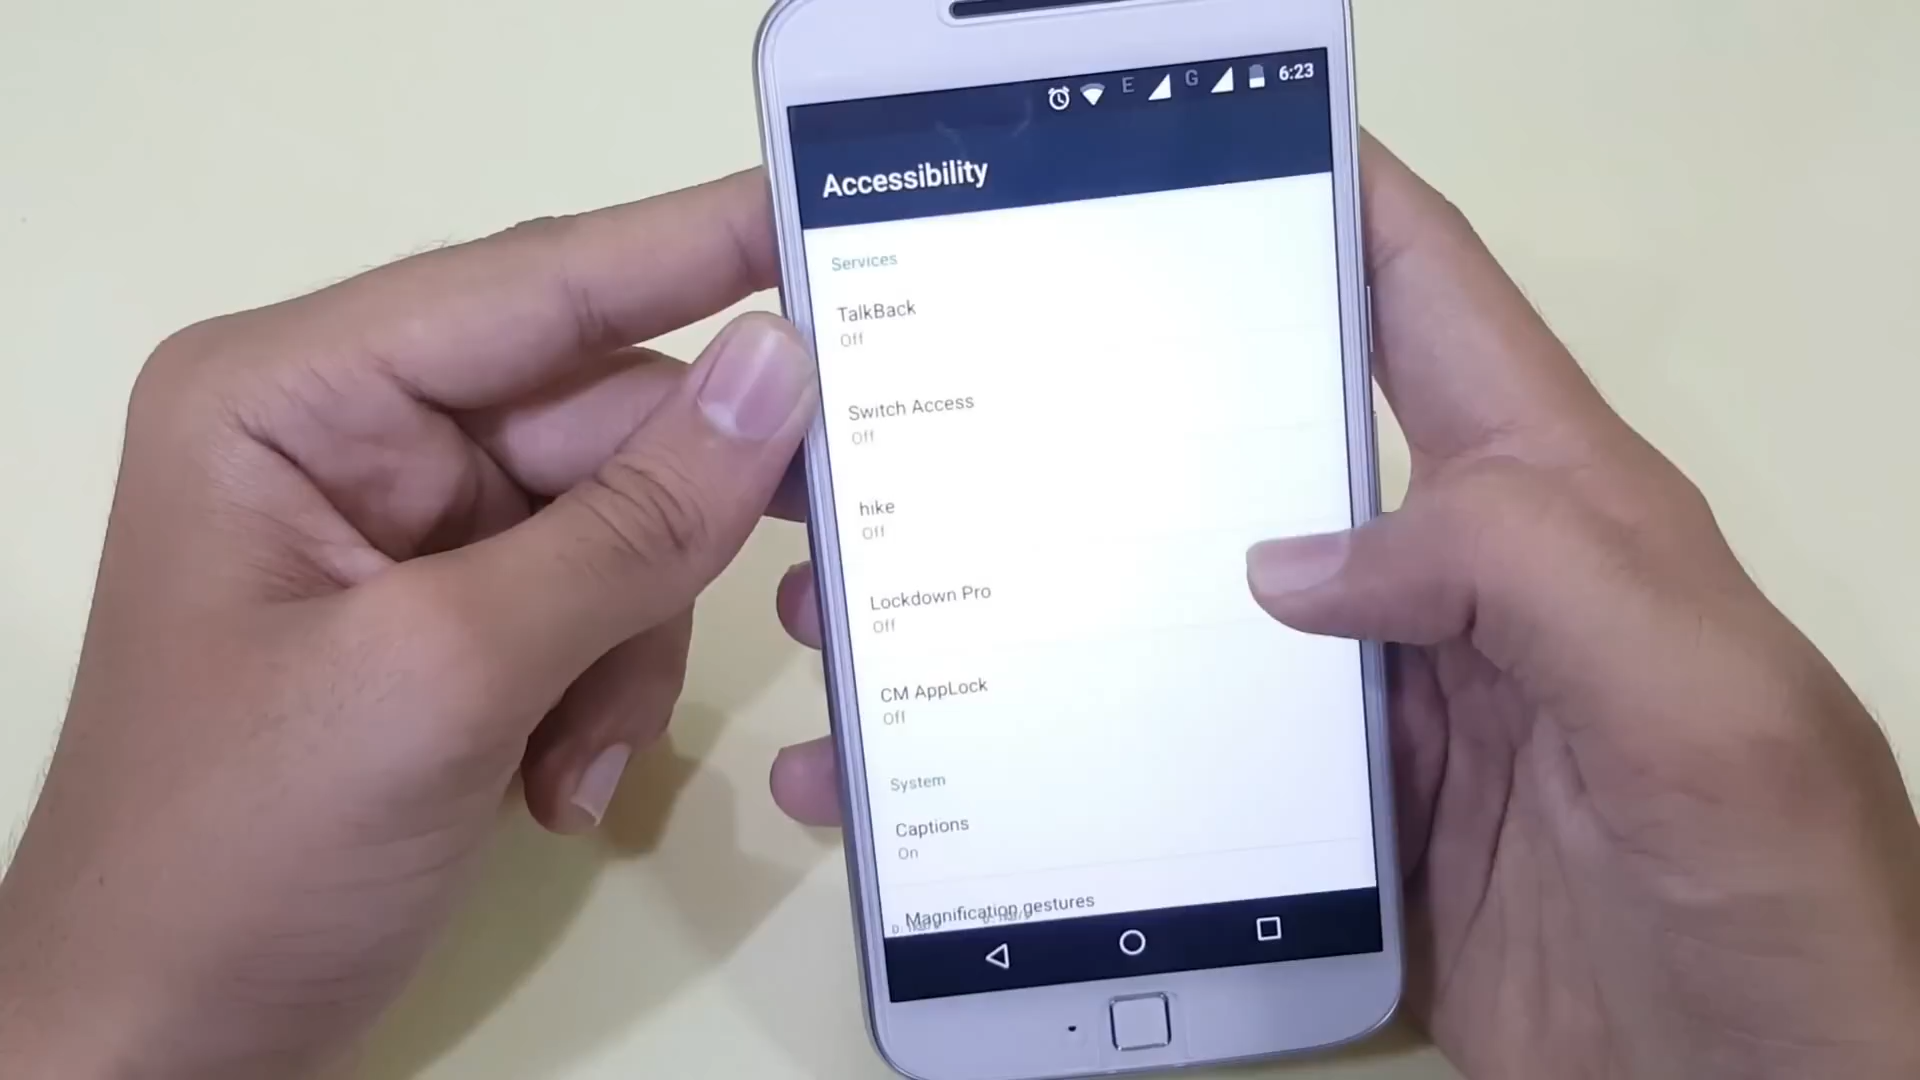 E G 6:23
Accessibility
Services
TalkBack
Off
Switch Access
Off
hike
Off
Lockdown Pro
Off
CM AppLock
Off
System
Captions
On
Magnification gestures